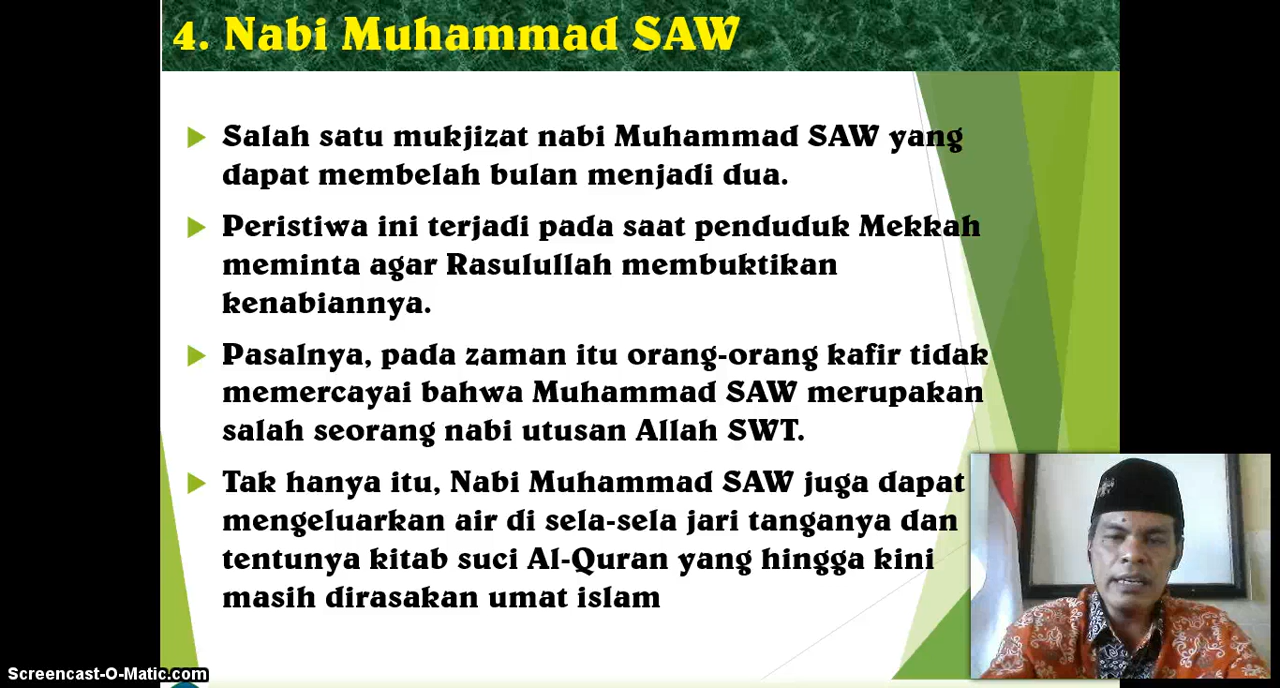 4. Nabi Muhammad SAW
Salah satu mukjizat nabi Muhammad SAW yang
dapat membelah bulan menjadi dua.
Peristiwa ini terjadi pada saat penduduk Mekkah
meminta agar Rasulullah membuktikan
kenabiannya.
Pasalnya, pada zaman itu orang-orang kafir tidak
memercayai bahwa Muhammad SAW merupakan
salah seorang nabi utusan Allah SWT.
Tak hanya itu, Nabi Muhammad SAW juga dapat
mengeluarkan air di sela-sela jari tanganya dan
tentunya kitab suci Al-Quran yang hingga kini
masih dirasakan umat islam
Screencast-O-Matic.com